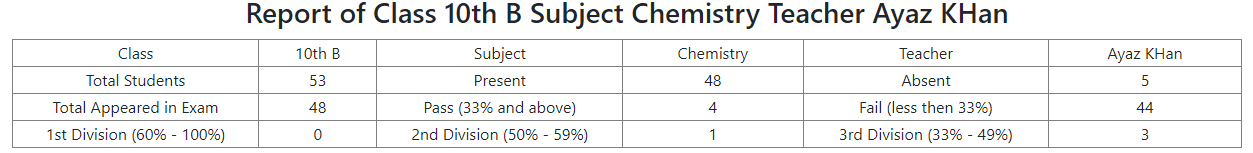 Report of Class 10th B Subject Chemistry Teacher Ayaz KHan
Class 10th B Subject Chemistry Teacher Ayaz KHan
Total Students 53 Present 48 Absent 5
Total Appeared in Exam 48 Pass (33% and above) 4 Fail (less then 33%) 44
1st Division (60% - 100%) 0 2nd Division (50% - 59%) 1 3rd Division (33% - 49%) 3